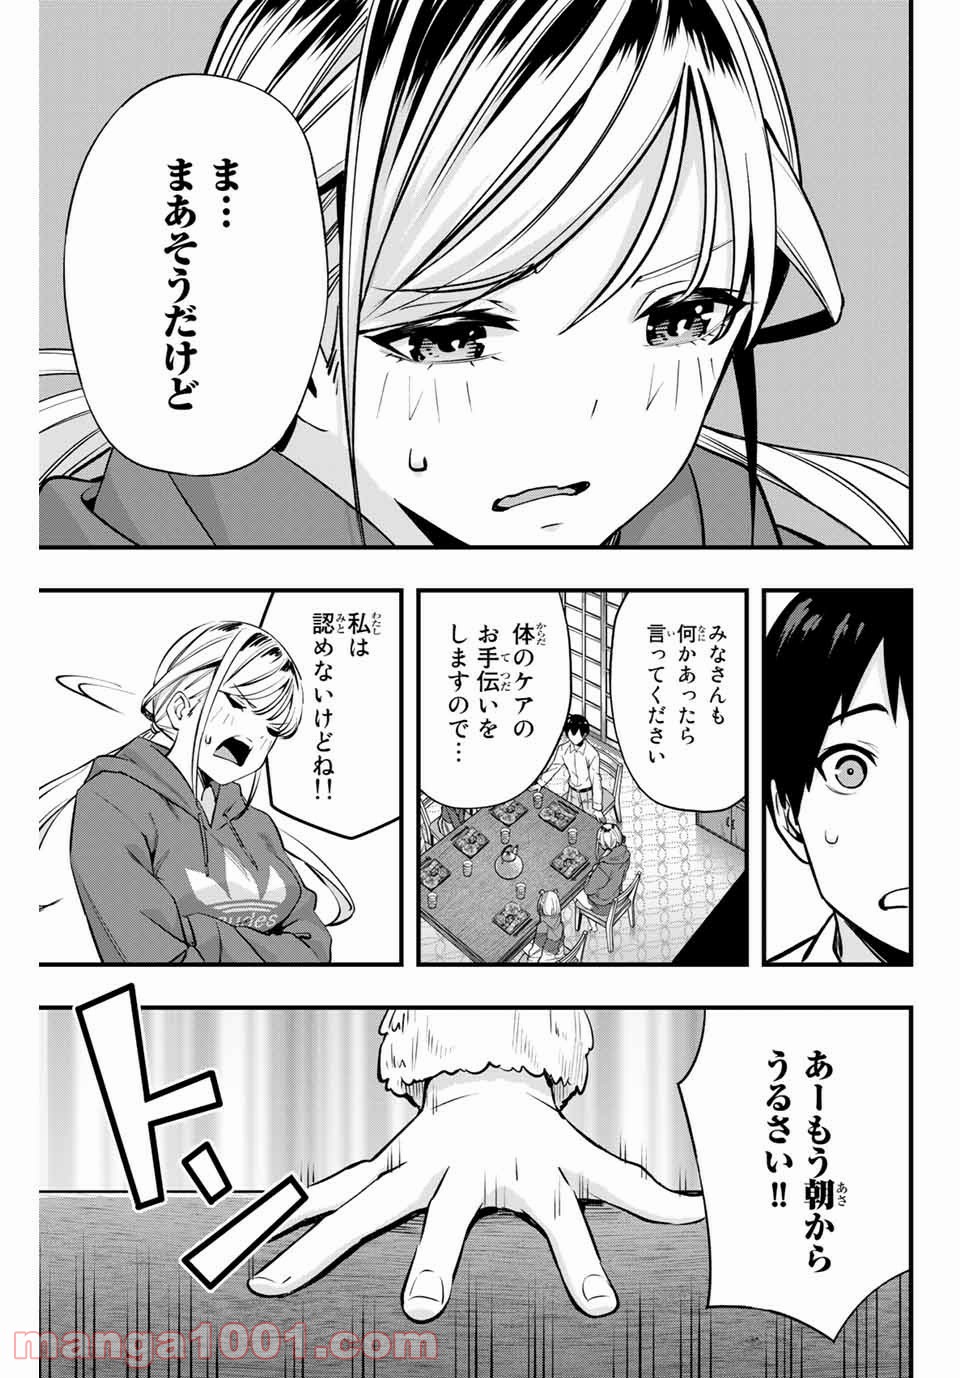 ま…
まあそうだけど
みなさんも
何かあったら
言ってください
体のケアの
お手伝いを
しますので…
私は
認めないけどね!!
あーもう朝から
うるさい!!
トン
manga1001.com